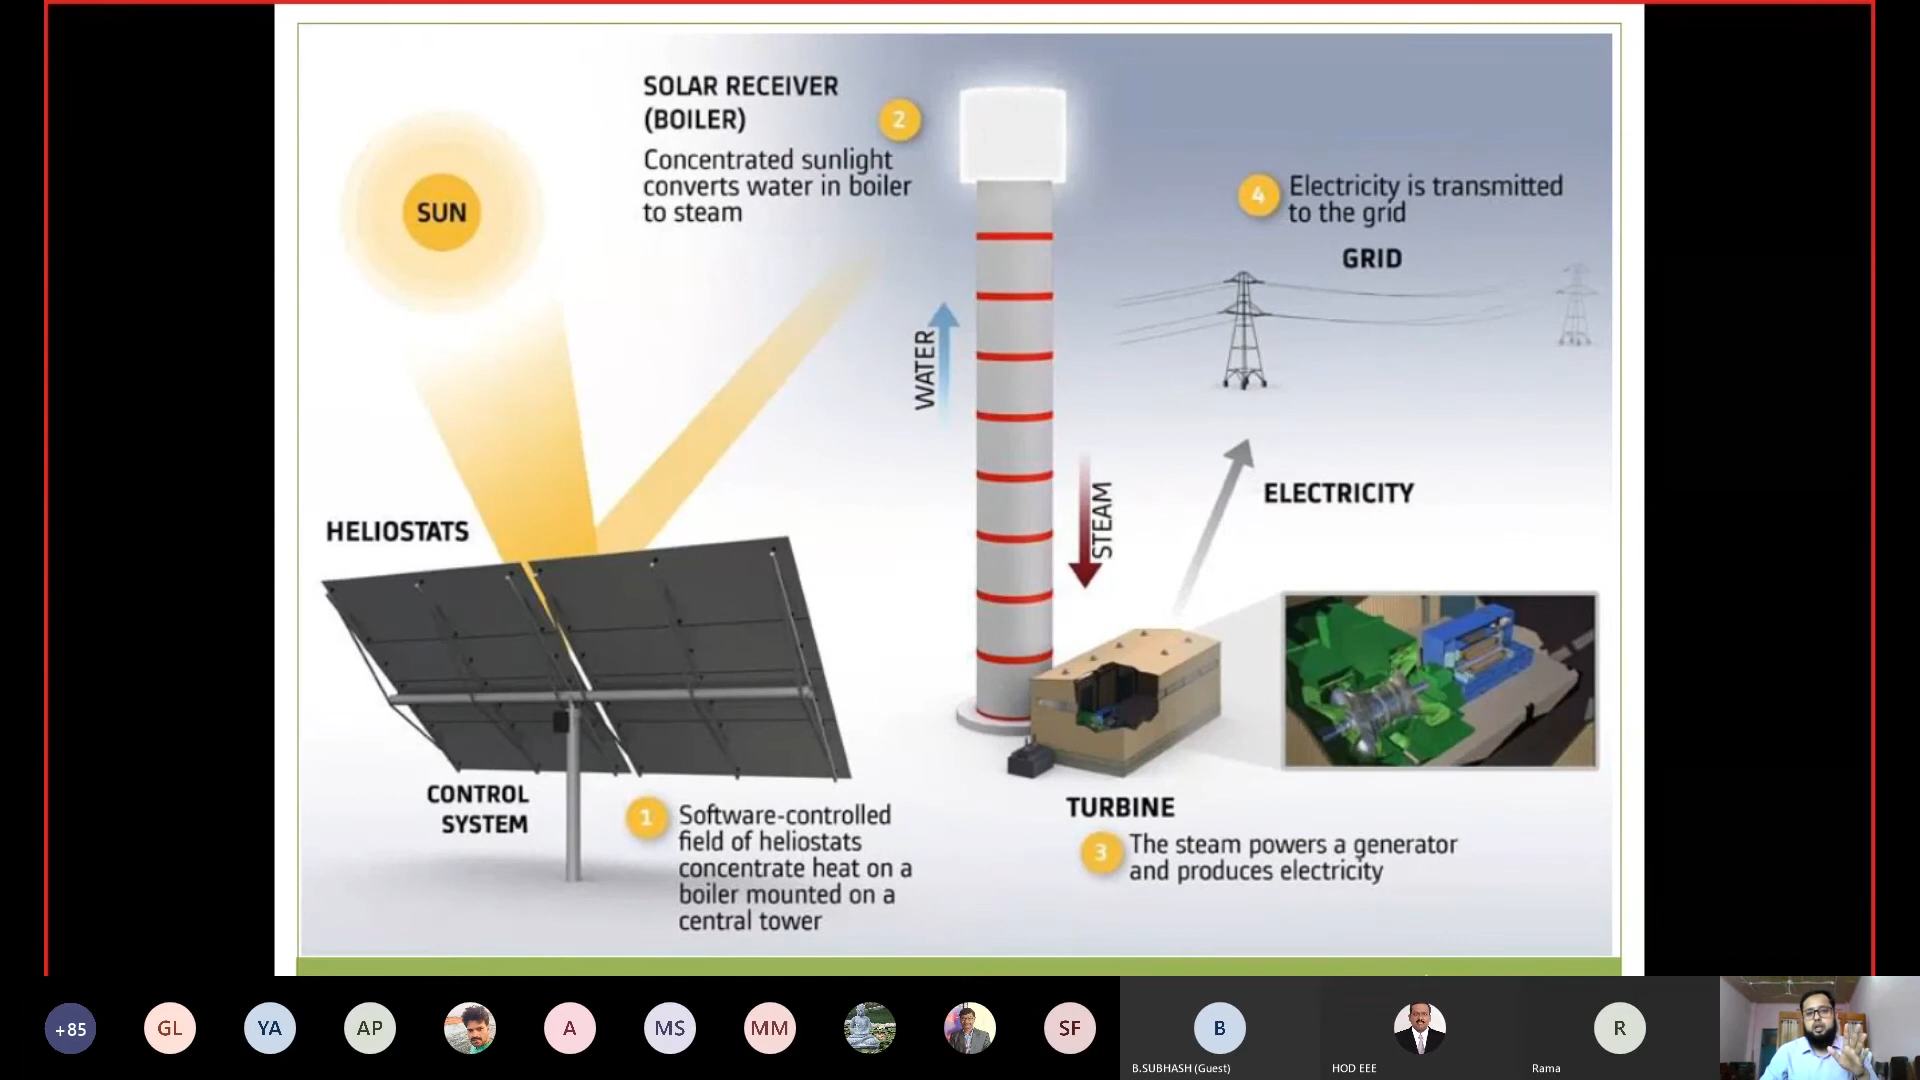 SOLAR RECEIVER
(BOILER)
2
Concentrated sunlight
converts water in boiler
to steam
SUN
4
Electricity is transmitted
to the grid
GRID
WATER
STEAM
ELECTRICITY
HELIOSTATS
CONTROL
SYSTEM
1
Software-controlled
field of heliostats
concentrate heat on a
boiler mounted on a
central tower
TURBINE
3
The steam powers a generator
and produces electricity
+85
GL
YA
AP
A
MS
MM
SF
B
B.SUBHASH (Guest)
HOD EEE
R
Rama